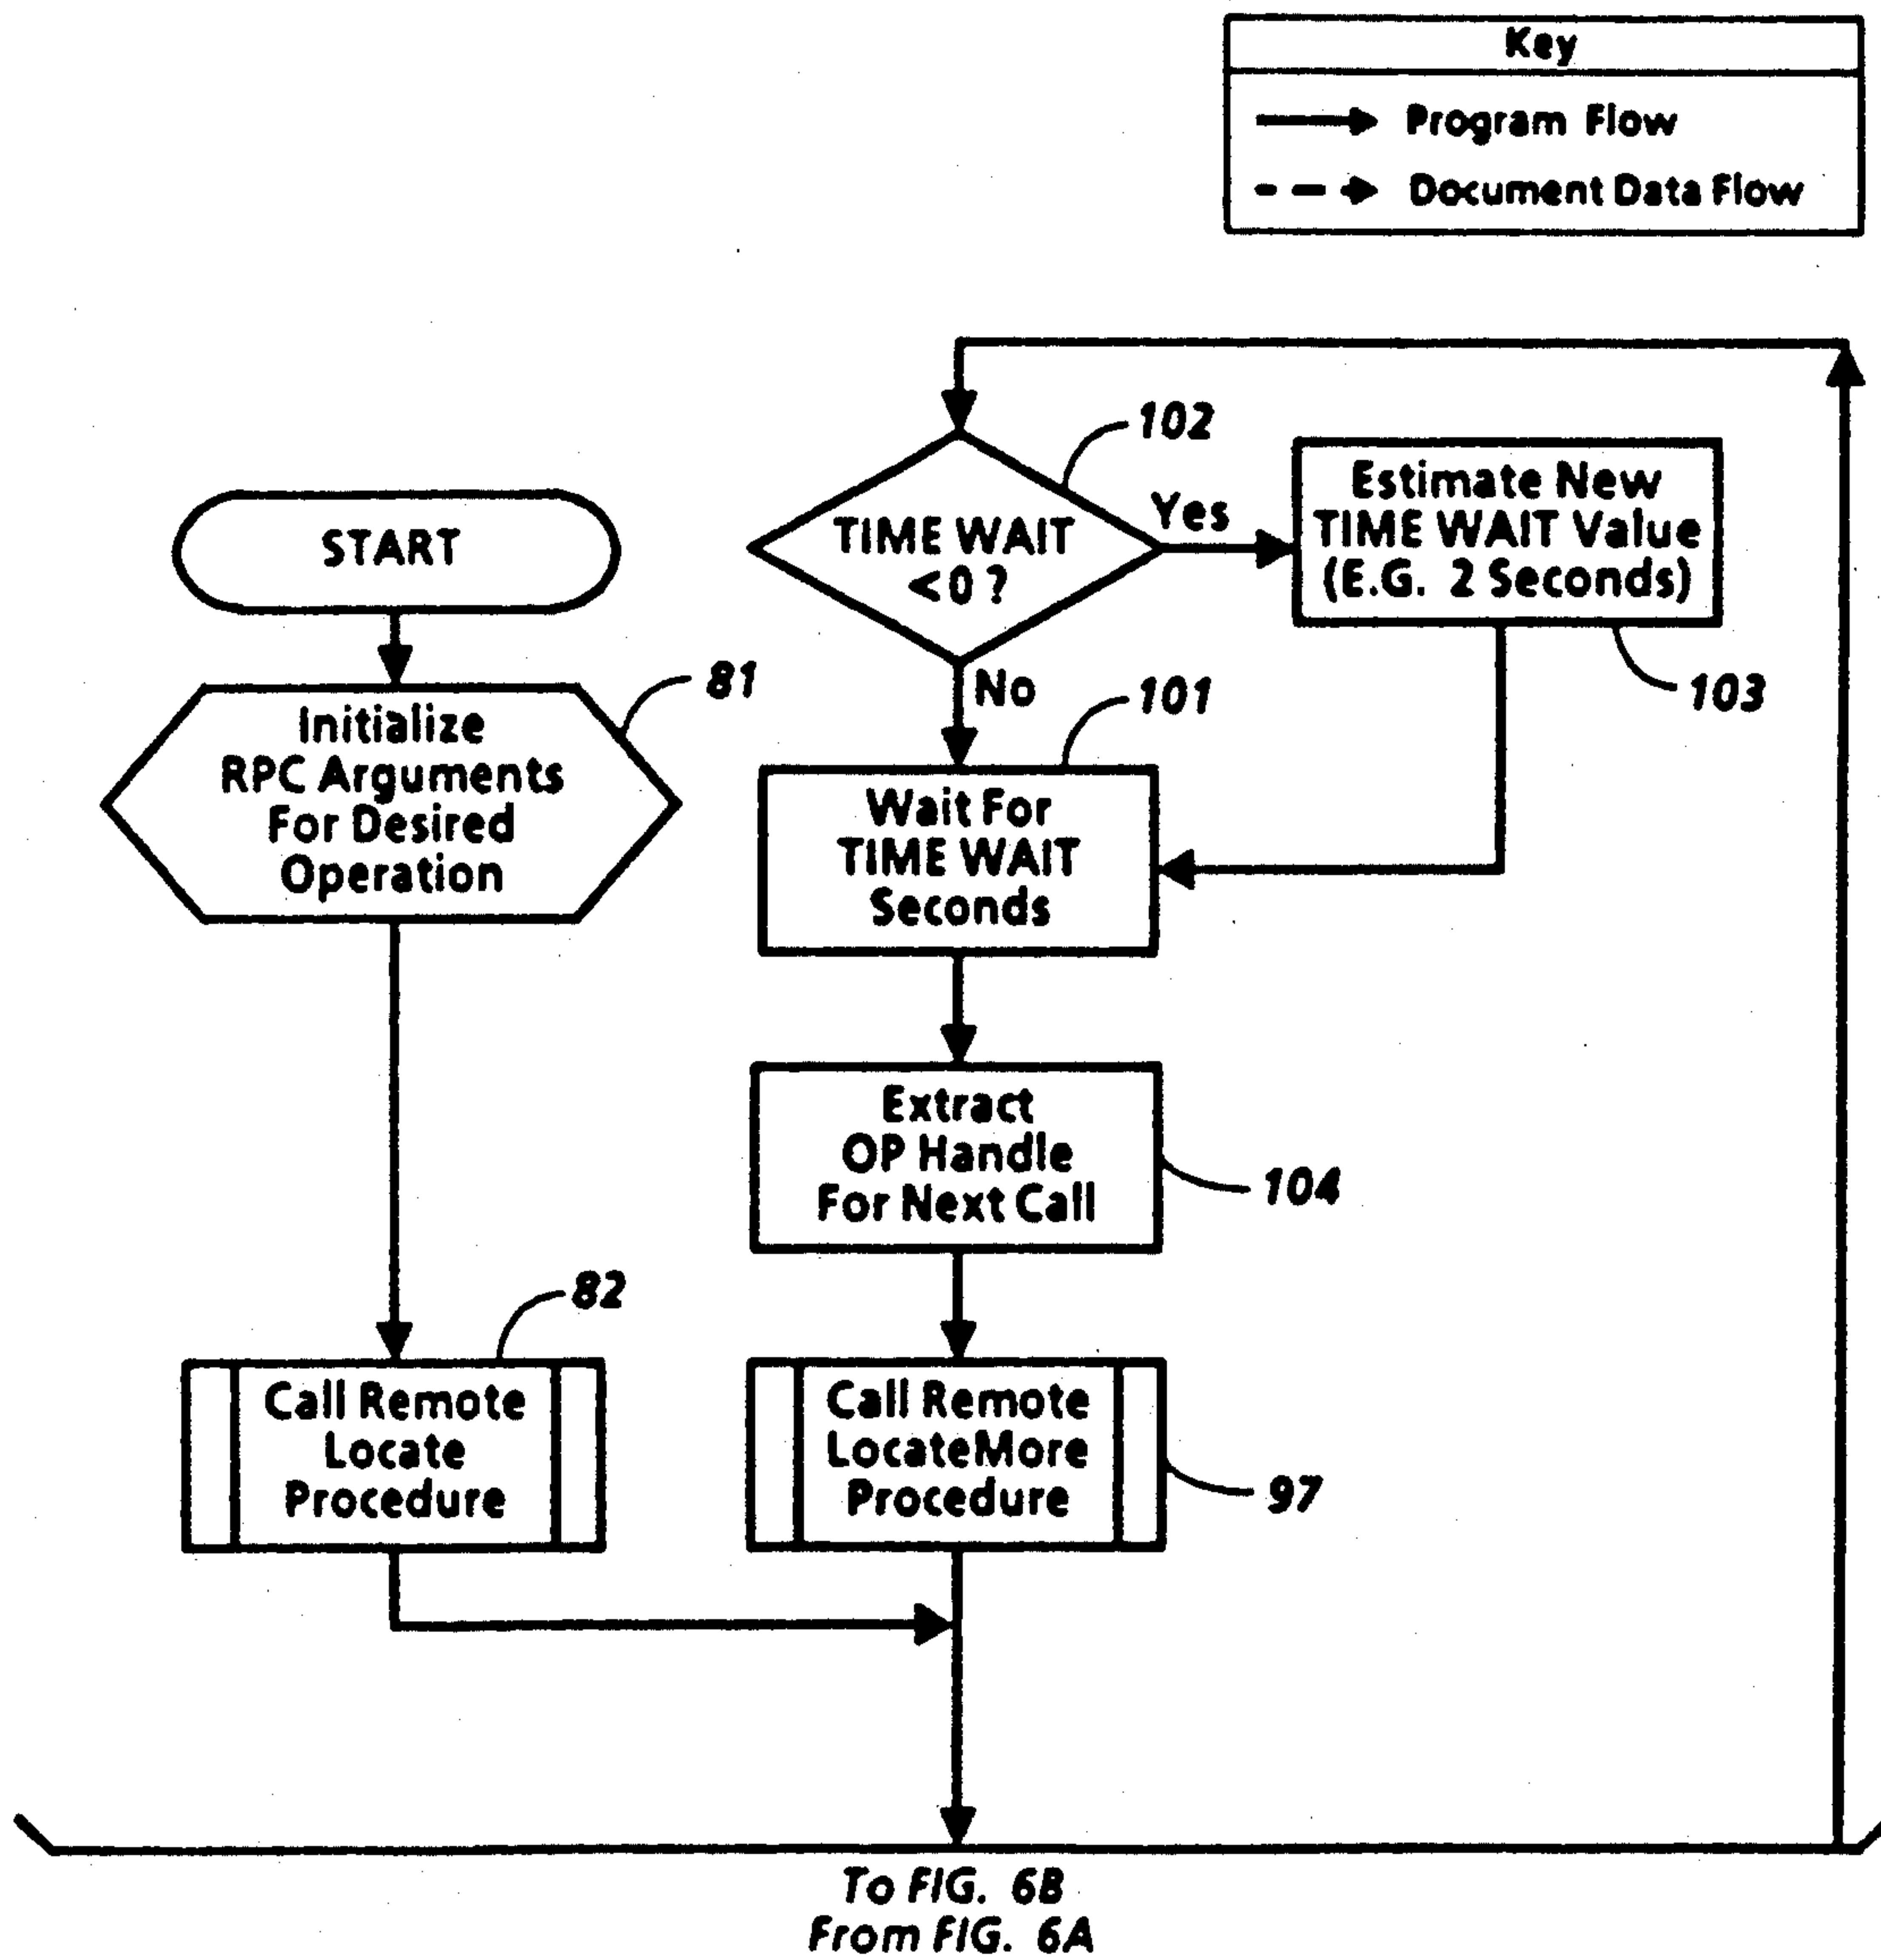 Key
Program Flow
Document Data Flow
102
Estimate New
TIME WAIT Value
(E.G. 2 Seconds)
103
START
TIME WAIT
<0 ?
Yes
No
81
Initialize
RPC Arguments
For Desired
Operation
101
Wait For
TIME WAIT
Seconds
Extract
OP Handle
For Next Call
104
82
Call Remote
Locate
Procedure
Call Remote
LocateMore
Procedure
97
To FIG. 6B
From FIG. 6A